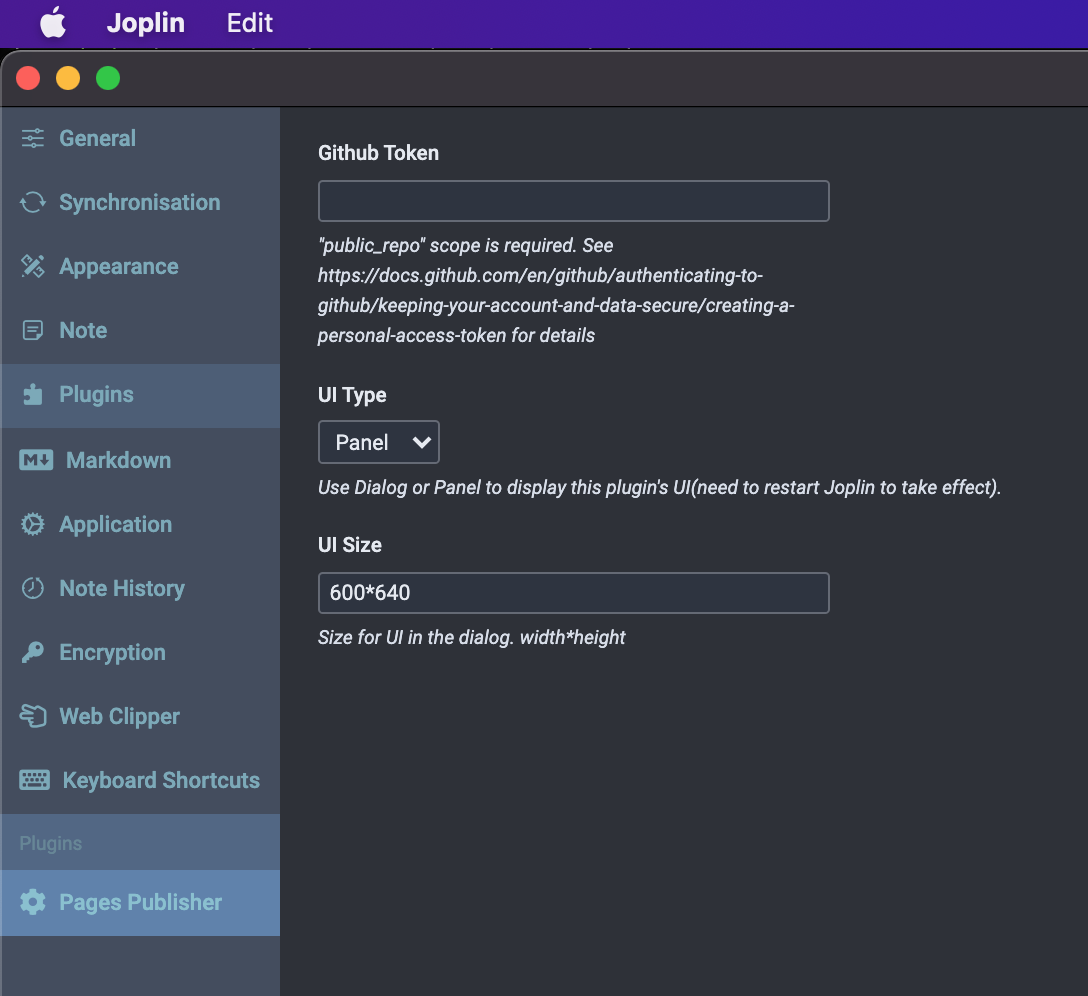 Joplin Edit
General
Synchronisation
Appearance
Note
Plugins
Markdown
Application
Note History
Encryption
Web Clipper
Keyboard Shortcuts
Plugins
Pages Publisher
Github Token
"public_repo" scope is required. See
https://docs.github.com/en/github/authenticating-to-
github/keeping-your-account-and-data-secure/creating-a-
personal-access-token for details
UI Type
Panel
Use Dialog or Panel to display this plugin's UI(need to restart Joplin to take effect).
UI Size
600*640
Size for UI in the dialog. width*height